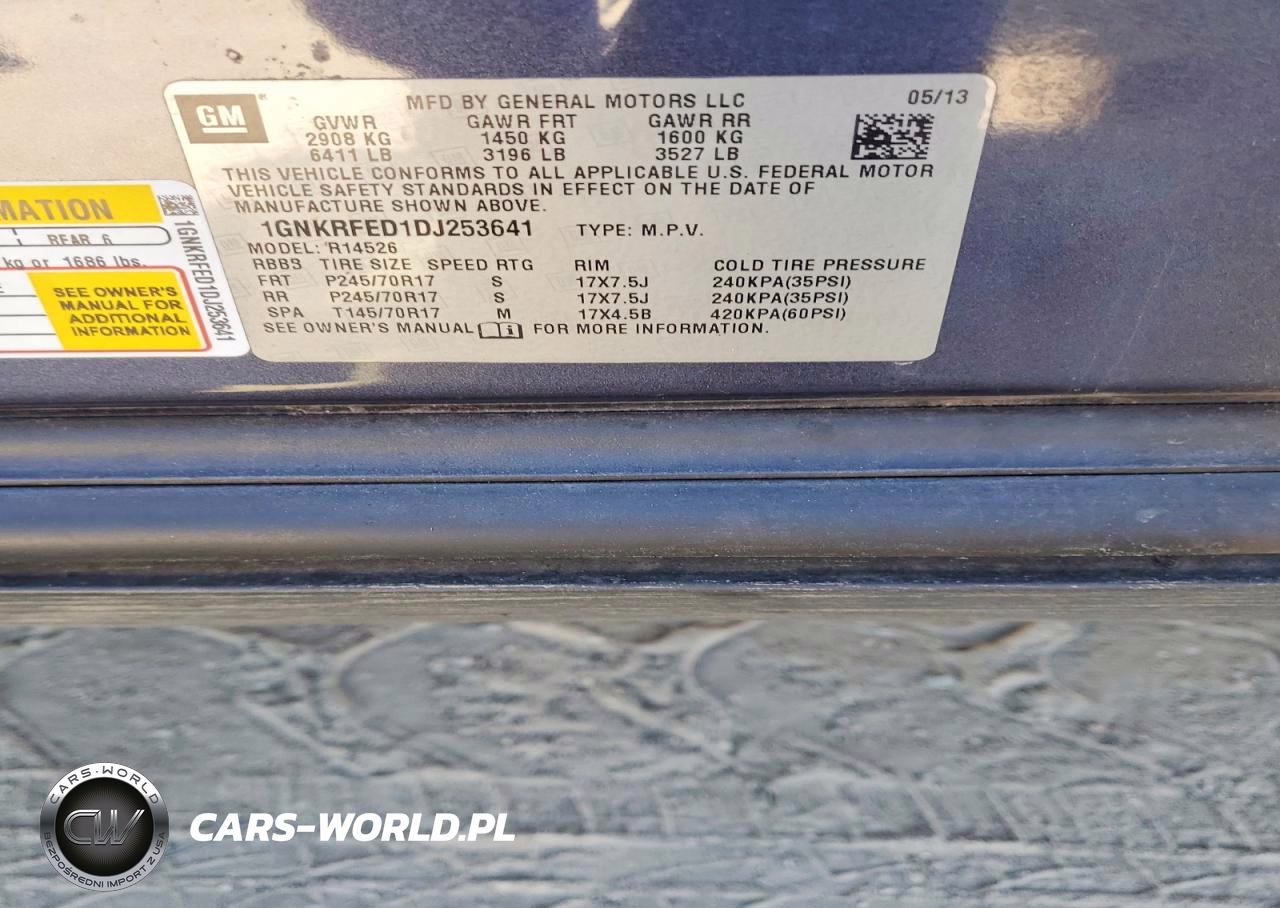 GM
MFD BY GENERAL MOTORS LLC
05/13
GVWR GAWR FRT GAWR RR
2908 KG 1450 KG 1600 KG
6411 LB 3196 LB 3527 LB
THIS VEHICLE CONFORMS TO ALL APPLICABLE U.S. FEDERAL MOTOR
VEHICLE SAFETY STANDARDS IN EFFECT ON THE DATE OF
MANUFACTURE SHOWN ABOVE.
1GNKRFED1DJ253641 TYPE: M.P.V.
MODEL: R14526
RBB9 TIRE SIZE SPEED RTG RIM COLD TIRE PRESSURE
FRT P245/70R17 S 17X7.5J 240KPA(35PSI)
RR P245/70R17 S 17X7.5J 240KPA(35PSI)
SPA T145/70R17 M 17X4.5B 420KPA(60PSI)
SEE OWNER'S MANUAL FOR MORE INFORMATION.
MATION
REAR 6
kg or 1686 lbs.
SEE OWNER'S
MANUAL FOR
ADDITIONAL
INFORMATION
1GNKRFED1DJ253641
CARS-WORLD
CW
BEZPOŚREDNI IMPORT Z USA
CARS-WORLD.PL